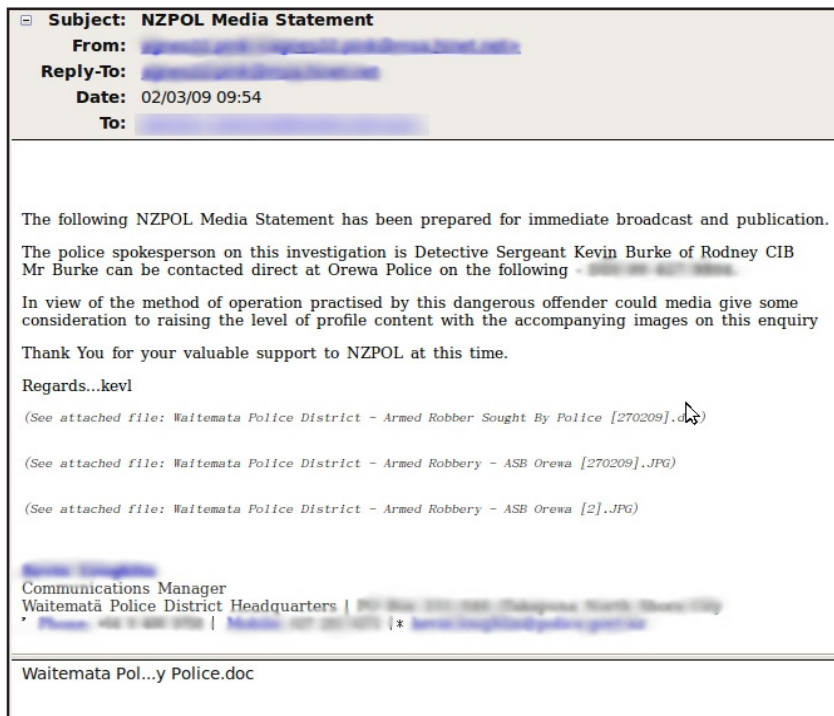 Subject: NZPOL Media Statement
From:
Reply-To:
Date: 02/03/09 09:54
To:
The following NZPOL Media Statement has been prepared for immediate broadcast and publication.
The police spokesperson on this investigation is Detective Sergeant Kevin Burke of Rodney CIB
Mr Burke can be contacted direct at Orewa Police on the following -
In view of the method of operation practised by this dangerous offender could media give some
consideration to raising the level of profile content with the accompanying images on this enquiry
Thank You for your valuable support to NZPOL at this time.
Regards...kevl
(See attached file: Waitemata Police District - Armed Robber Sought By Police [270209].d )
(See attached file: Waitemata Police District - Armed Robbery - ASB Orewa [270209].JPG)
(See attached file: Waitemata Police District - Armed Robbery - ASB Orewa [2].JPG)
Communications Manager
Waitematä Police District Headquarters |
' | |*
Waitemata Pol...y Police.doc